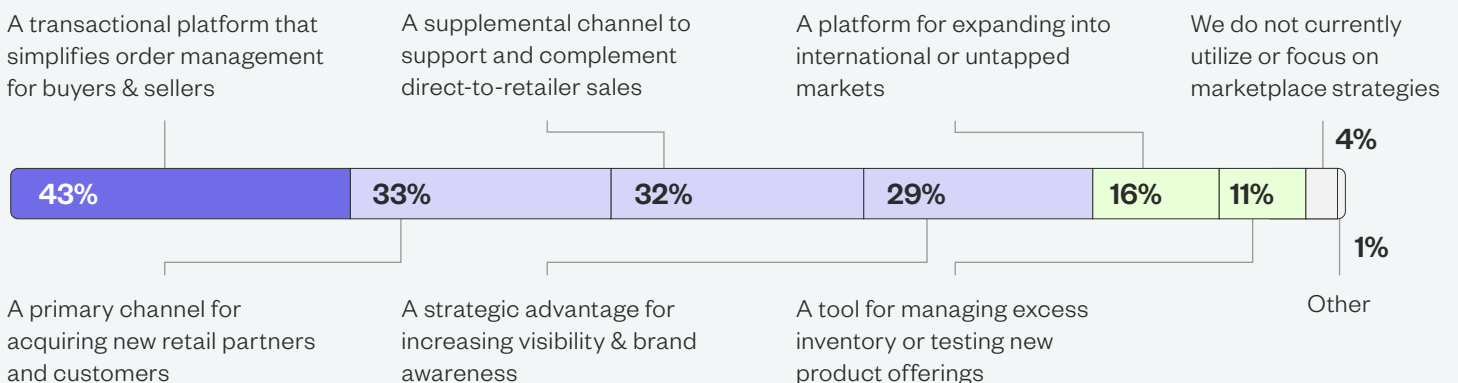 A transactional platform that
simplifies order management
for buyers & sellers
A supplemental channel to
support and complement
direct-to-retailer sales
A platform for expanding into
international or untapped
markets
We do not currently
utilize or focus on
marketplace strategies
4%
43%
33%
32%
29%
16%
11%
1%
A primary channel for
acquiring new retail partners
and customers
A strategic advantage for
increasing visibility & brand
awareness
A tool for managing excess
inventory or testing new
product offerings
Other